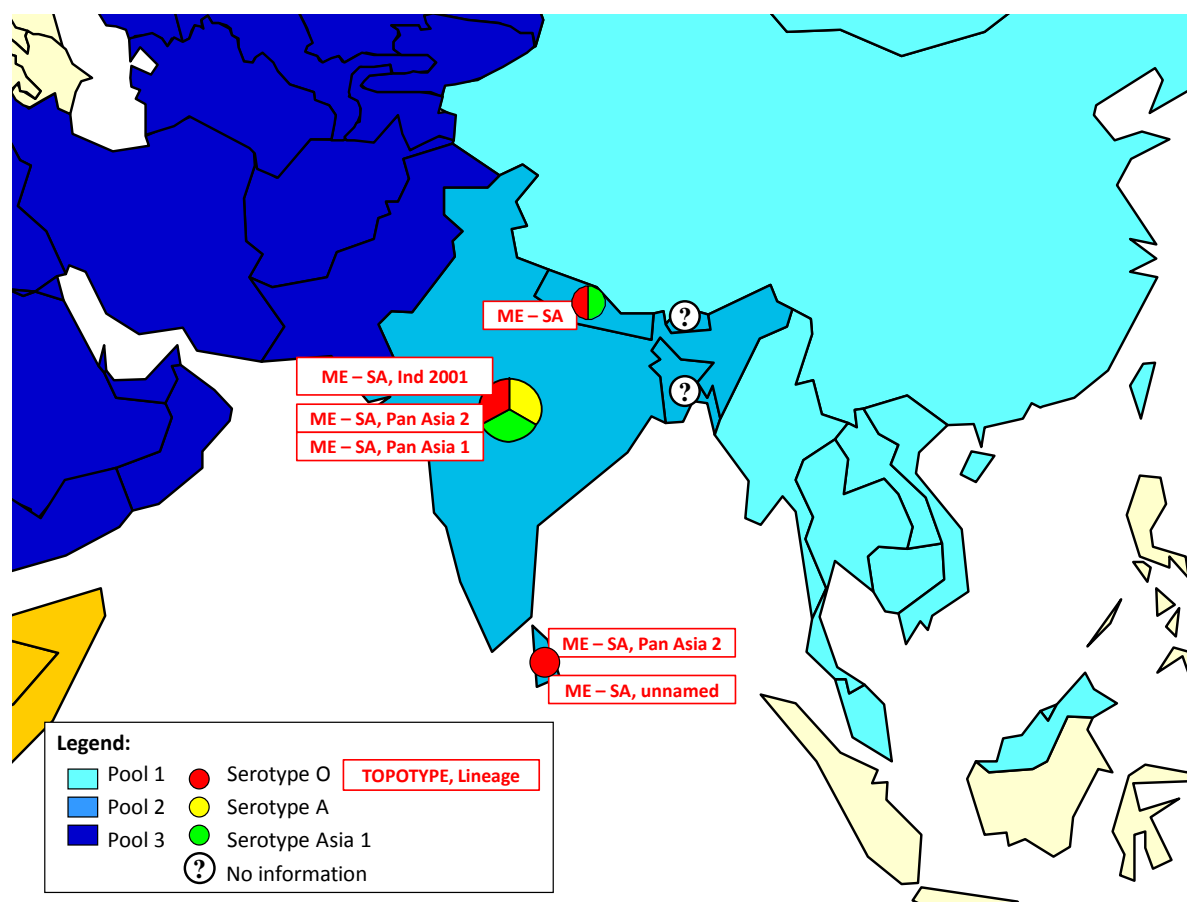 ME – SA
?
?
ME – SA, Ind 2001
ME – SA, Pan Asia 2
ME – SA, Pan Asia 1
ME – SA, Pan Asia 2
ME – SA, unnamed
Legend:
Pool 1
Serotype O
TOPOTYPE, Lineage
Pool 2
Serotype A
Pool 3
Serotype Asia 1
? No information